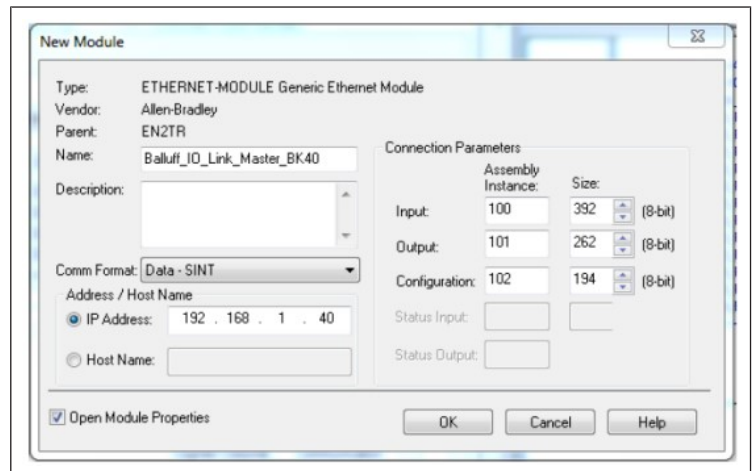 New Module
Type: ETHERNET-MODULE Generic Ethernet Module
Vendor: Allen-Bradley
Parent: EN2TR
Name: Balluff_IO_Link_Master_BK40
Description:
Comm Format: Data - SINT
Address / Host Name
IP Address: 192 . 168 . 1 . 40
Host Name:
Connection Parameters
Assembly
Instance: Size:
Input: 100 392 (8-bit)
Output: 101 262 (8-bit)
Configuration: 102 194 (8-bit)
Status Input:
Status Output:
Open Module Properties
OK Cancel Help